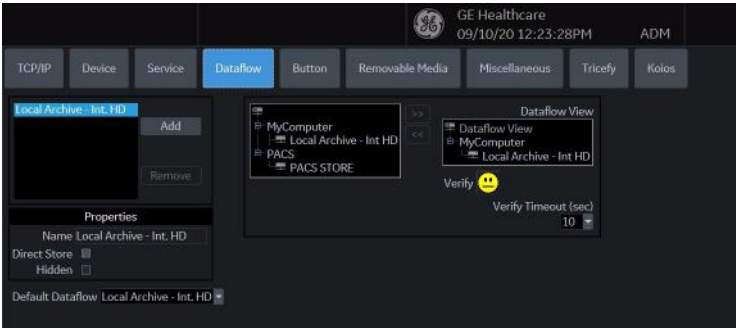 GE Healthcare
09/10/20 12:23:28PM ADM
TCP/IP Device Service Dataflow Button Removable Media Miscellaneous Tricefy Koios
Local Archive - Int. HD
Add
Remove
Properties
Name Local Archive - Int. HD
Direct Store
Hidden
Default Dataflow Local Archive - Int. HD
MyComputer
Local Archive - Int HD
PACS
PACS STORE
>>
<<
Dataflow View
Dataflow View
MyComputer
Local Archive - Int HD
Verify
Verify Timeout (sec)
10